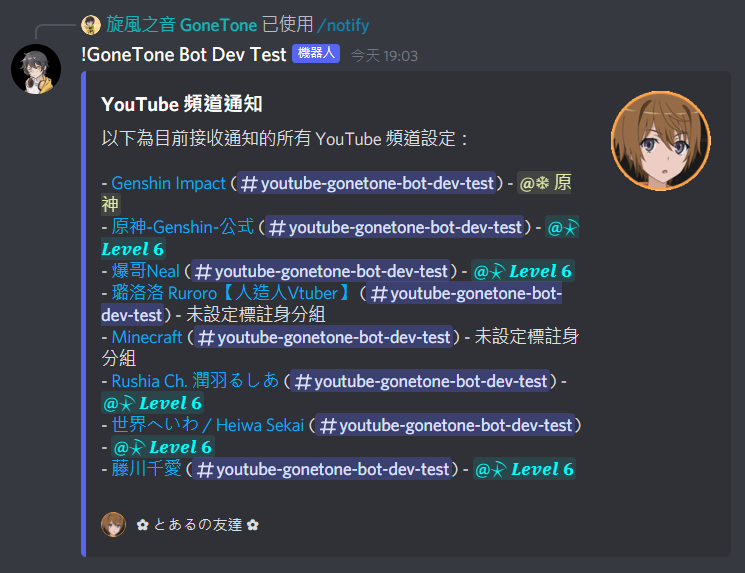 旋風之音 GoneTone 已使用 /notify
!GoneTone Bot Dev Test 機器人 今天 19:03
YouTube 頻道通知
以下為目前接收通知的所有 YouTube 頻道設定：
- Genshin Impact (#youtube-gonetone-bot-dev-test) - @❄ 原
神
- 原神-Genshin-公式 (#youtube-gonetone-bot-dev-test) - @
Level 6
- 爆哥Neal (#youtube-gonetone-bot-dev-test) - @ Level 6
- 璐洛洛 Ruroro【人造人Vtuber】 (#youtube-gonetone-bot-
dev-test) - 未設定標註身分組
- Minecraft (#youtube-gonetone-bot-dev-test) - 未設定標註身
分組
- Rushia Ch. 潤羽るしあ (#youtube-gonetone-bot-dev-test) -
@ Level 6
- 世界へいわ / Heiwa Sekai (#youtube-gonetone-bot-dev-test)
- @ Level 6
- 藤川千愛 (#youtube-gonetone-bot-dev-test) - @ Level 6
✿ とあるの友達 ✿